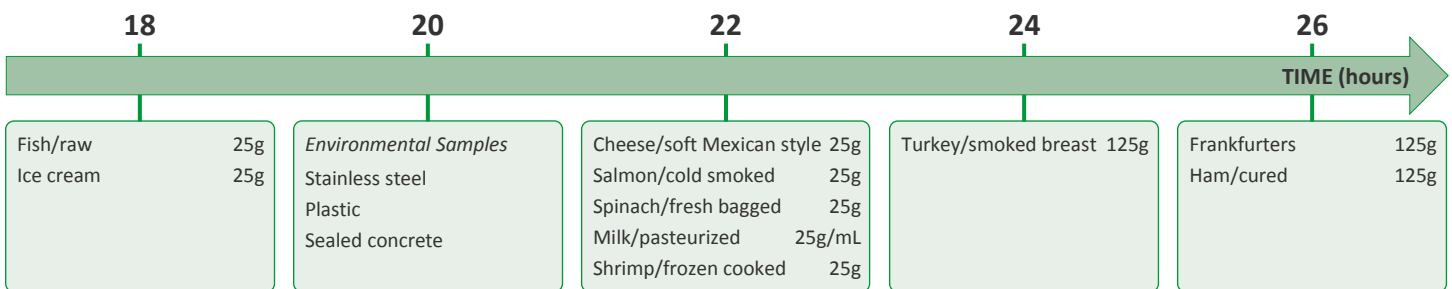 18 20 22 24 26
TIME (hours)
Fish/raw 25g
Ice cream 25g
Environmental Samples
Stainless steel
Plastic
Sealed concrete
Cheese/soft Mexican style 25g
Salmon/cold smoked 25g
Spinach/fresh bagged 25g
Milk/pasteurized 25g/mL
Shrimp/frozen cooked 25g
Turkey/smoked breast 125g
Frankfurters 125g
Ham/cured 125g